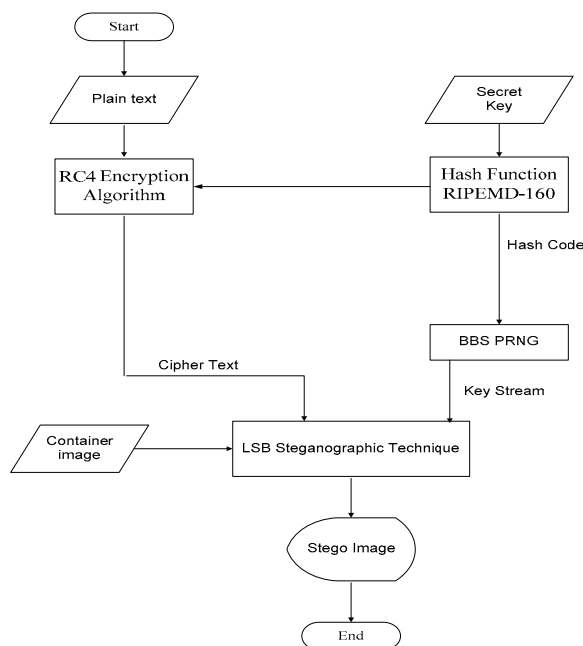 Start
Plain text
Secret
Key
RC4 Encryption
Algorithm
Hash Function
RIPEMD-160
Hash Code
BBS PRNG
Cipher Text
Key Stream
Container
image
LSB Steganographic Technique
Stego Image
End